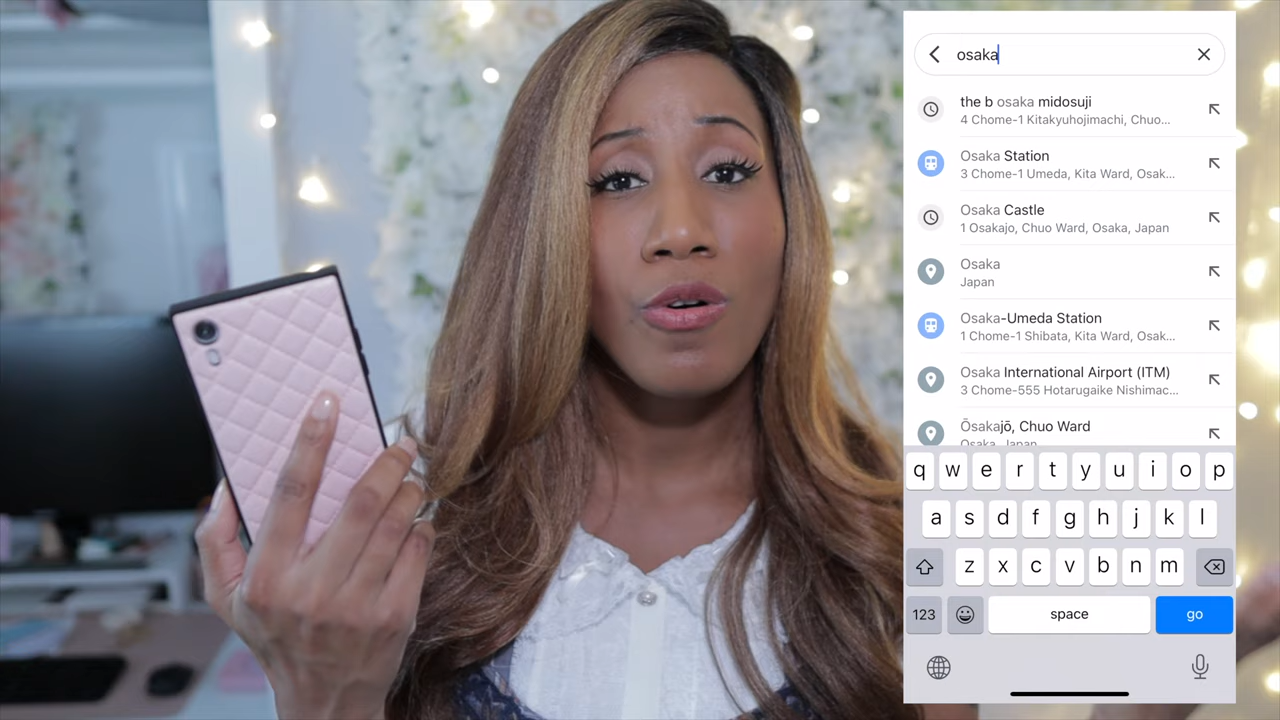 osaka
the b osaka midosuji
4 Chome-1 Kitakyuhojimachi, Chuo...
Osaka Station
3 Chome-1 Umeda, Kita Ward, Osak...
Osaka Castle
1 Osakajo, Chuo Ward, Osaka, Japan
Osaka
Japan
Osaka-Umeda Station
1 Chome-1 Shibata, Kita Ward, Osak...
Osaka International Airport (ITM)
3 Chome-555 Hotarugaike Nishimac...
Ōsakajō, Chuo Ward
Osaka, Japan
q w e r t y u i o p
a s d f g h j k l
z x c v b n m
123 space go